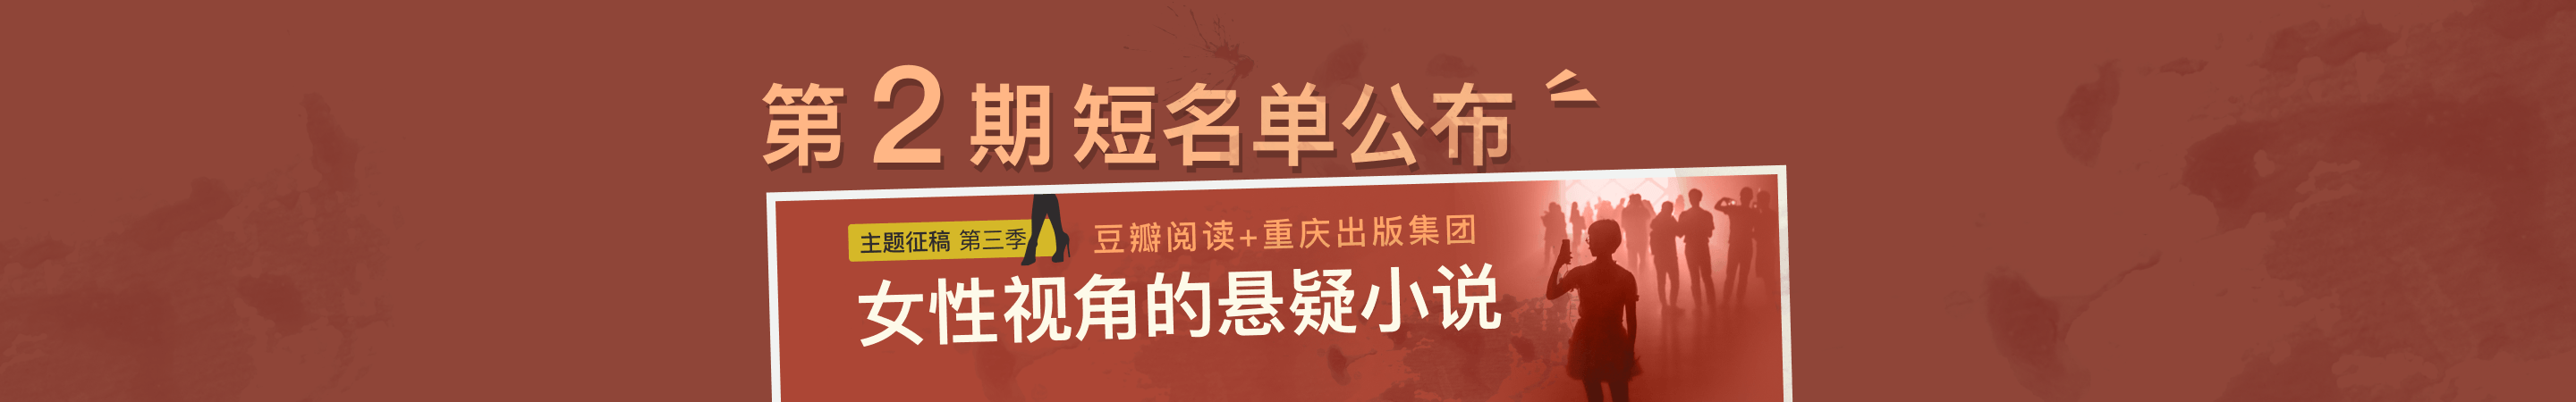 第2期 短名单公布
主题征稿 第三季 豆瓣阅读+重庆出版集团
女性视角的悬疑小说